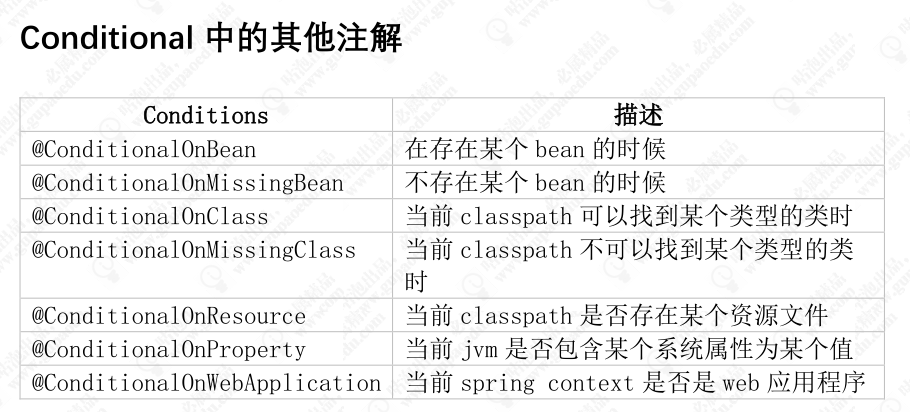 Conditional 中的其他注解
Conditions 描述
@ConditionalOnBean 在存在某个 bean 的时候
@ConditionalOnMissingBean 不存在某个 bean 的时候
@ConditionalOnClass 当前 classpath 可以找到某个类型的类时
@ConditionalOnMissingClass 当前 classpath 不可以找到某个类型的类
时
@ConditionalOnResource 当前 classpath 是否存在某个资源文件
@ConditionalOnProperty 当前 jvm 是否包含某个系统属性为某个值
@ConditionalOnWebApplication 当前 spring context 是否是 web 应用程序